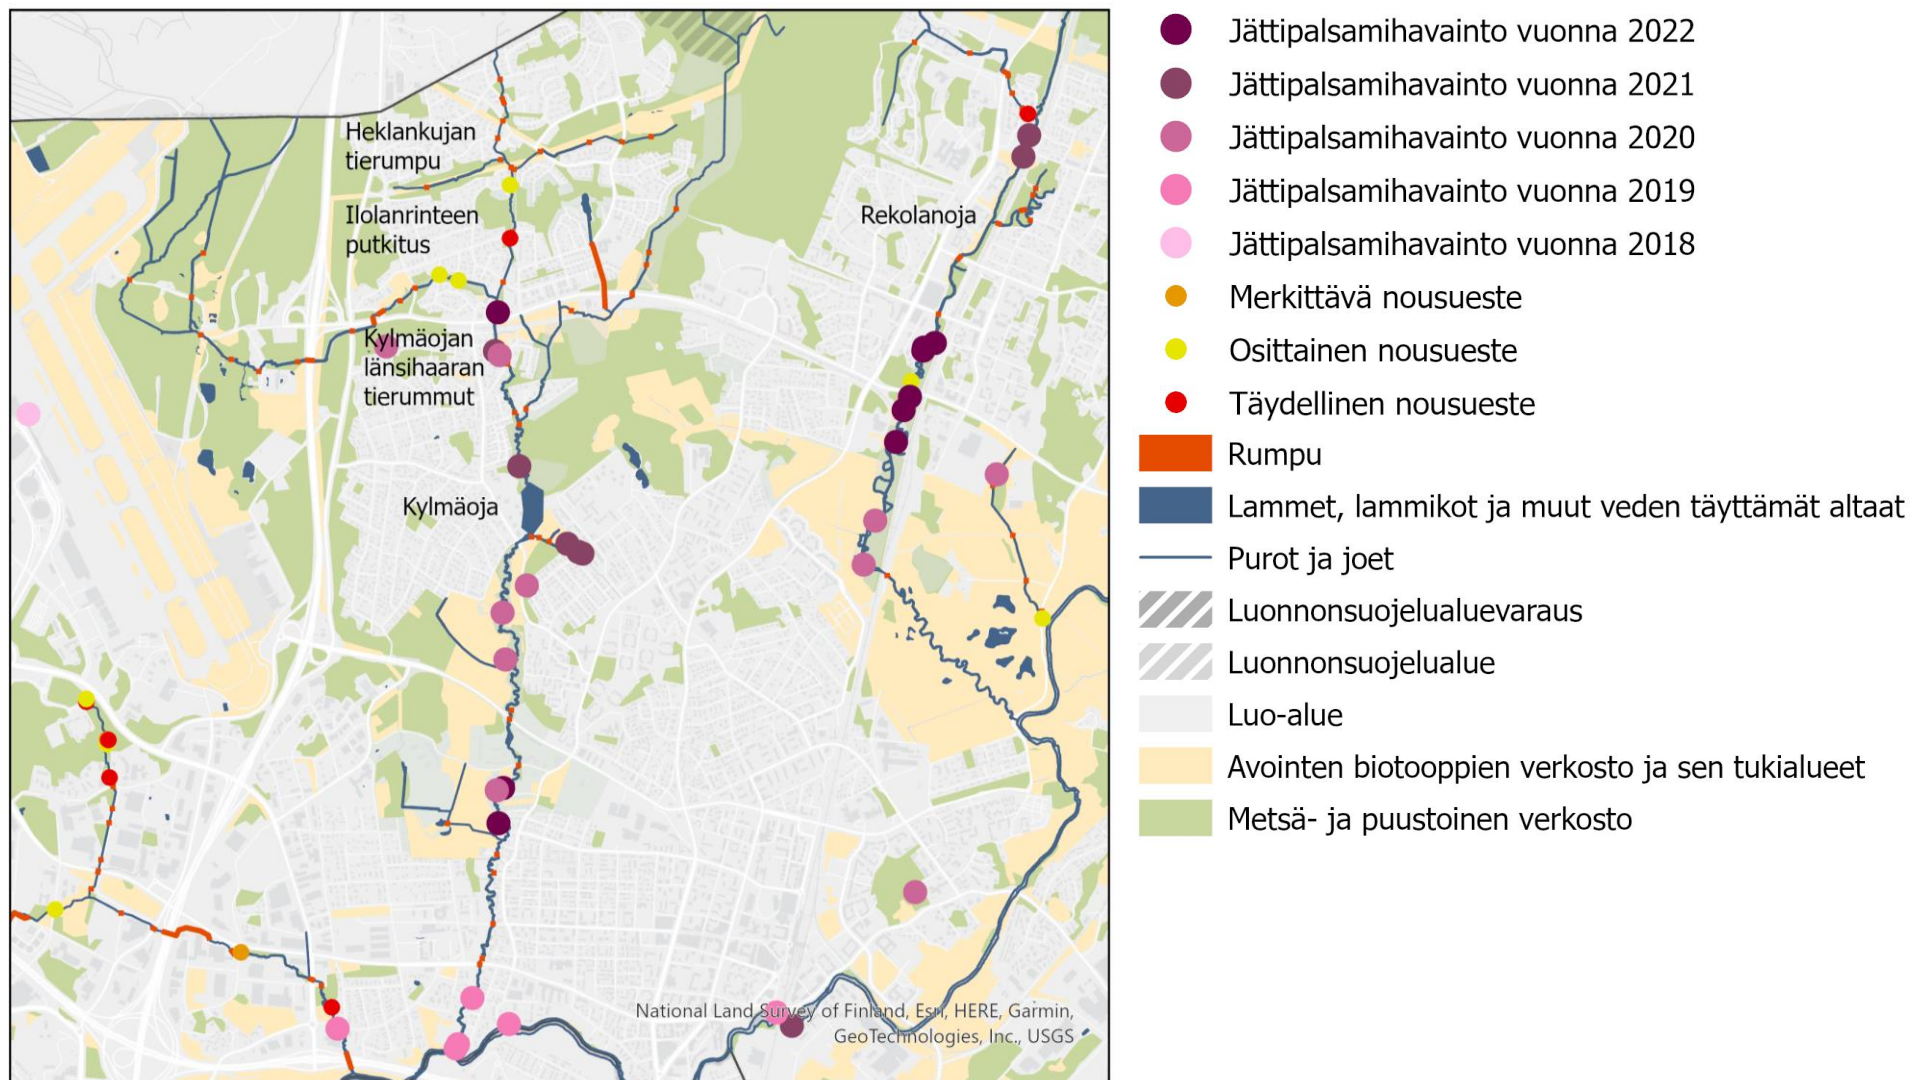 Heklankujan
tierumpu
Ilolanrinteen
putkitus
Rekolanoja
Kylmäojan
länsihaaran
tierummut
Kylmäoja
National Land Survey of Finland, Esri, HERE, Garmin,
GeoTechnologies, Inc., USGS
Jättipalsamihavainto vuonna 2022
Jättipalsamihavainto vuonna 2021
Jättipalsamihavainto vuonna 2020
Jättipalsamihavainto vuonna 2019
Jättipalsamihavainto vuonna 2018
Merkittävä nousueste
Osittainen nousueste
Täydellinen nousueste
Rumpu
Lammet, lammikot ja muut veden täyttämät altaat
Purot ja joet
Luonnonsuojelualuevaraus
Luonnonsuojelualue
Luo-alue
Avointen biotooppien verkosto ja sen tukialueet
Metsä- ja puustoinen verkosto